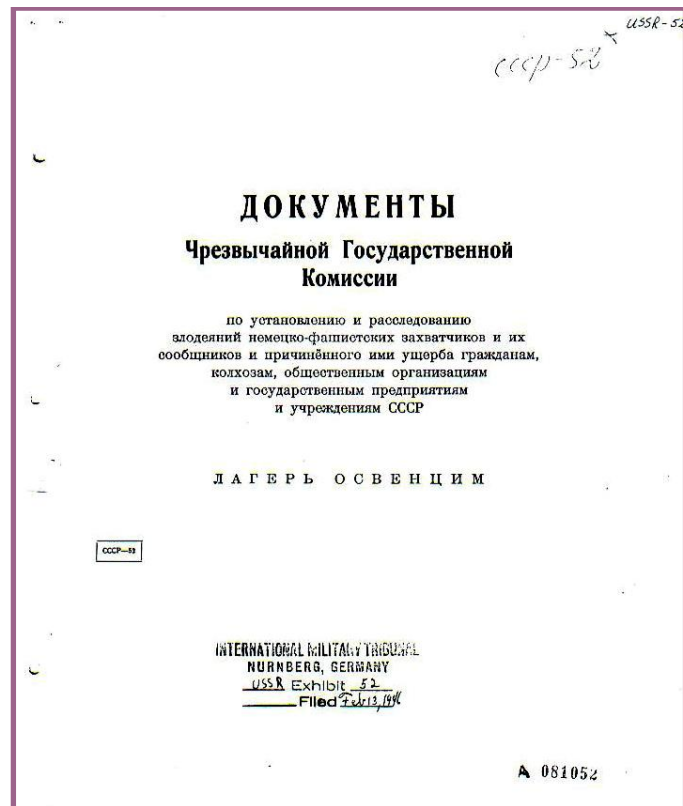 USSR-52
ссср-52
ДОКУМЕНТЫ
Чрезвычайной Государственной
Комиссии
по установлению и расследованию
злодеяний немецко-фашистских захватчиков и их
сообщников и причинённого ими ущерба гражданам,
колхозам, общественным организациям
и государственным предприятиям
и учреждениям СССР
ЛАГЕРЬ ОСВЕНЦИМ
СССР—52
INTERNATIONAL MILITARY TRIBUNAL
NURNBERG, GERMANY
USSR Exhibit 52
Filed Feb 13, 1946
A 081052